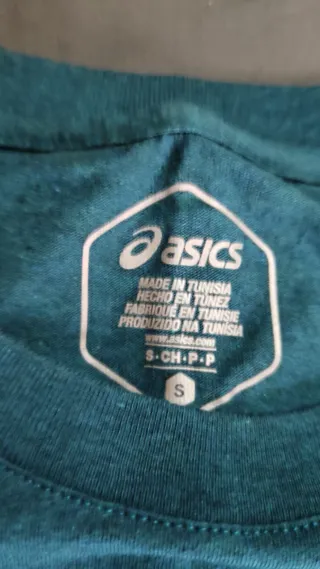 asics
MADE IN TUNISIA
HECHO EN TÚNEZ
FABRIQUÉ EN TUNISIE
PRODUZIDO NA TUNÍSIA
www.asics.com
S•CH•P•P
S